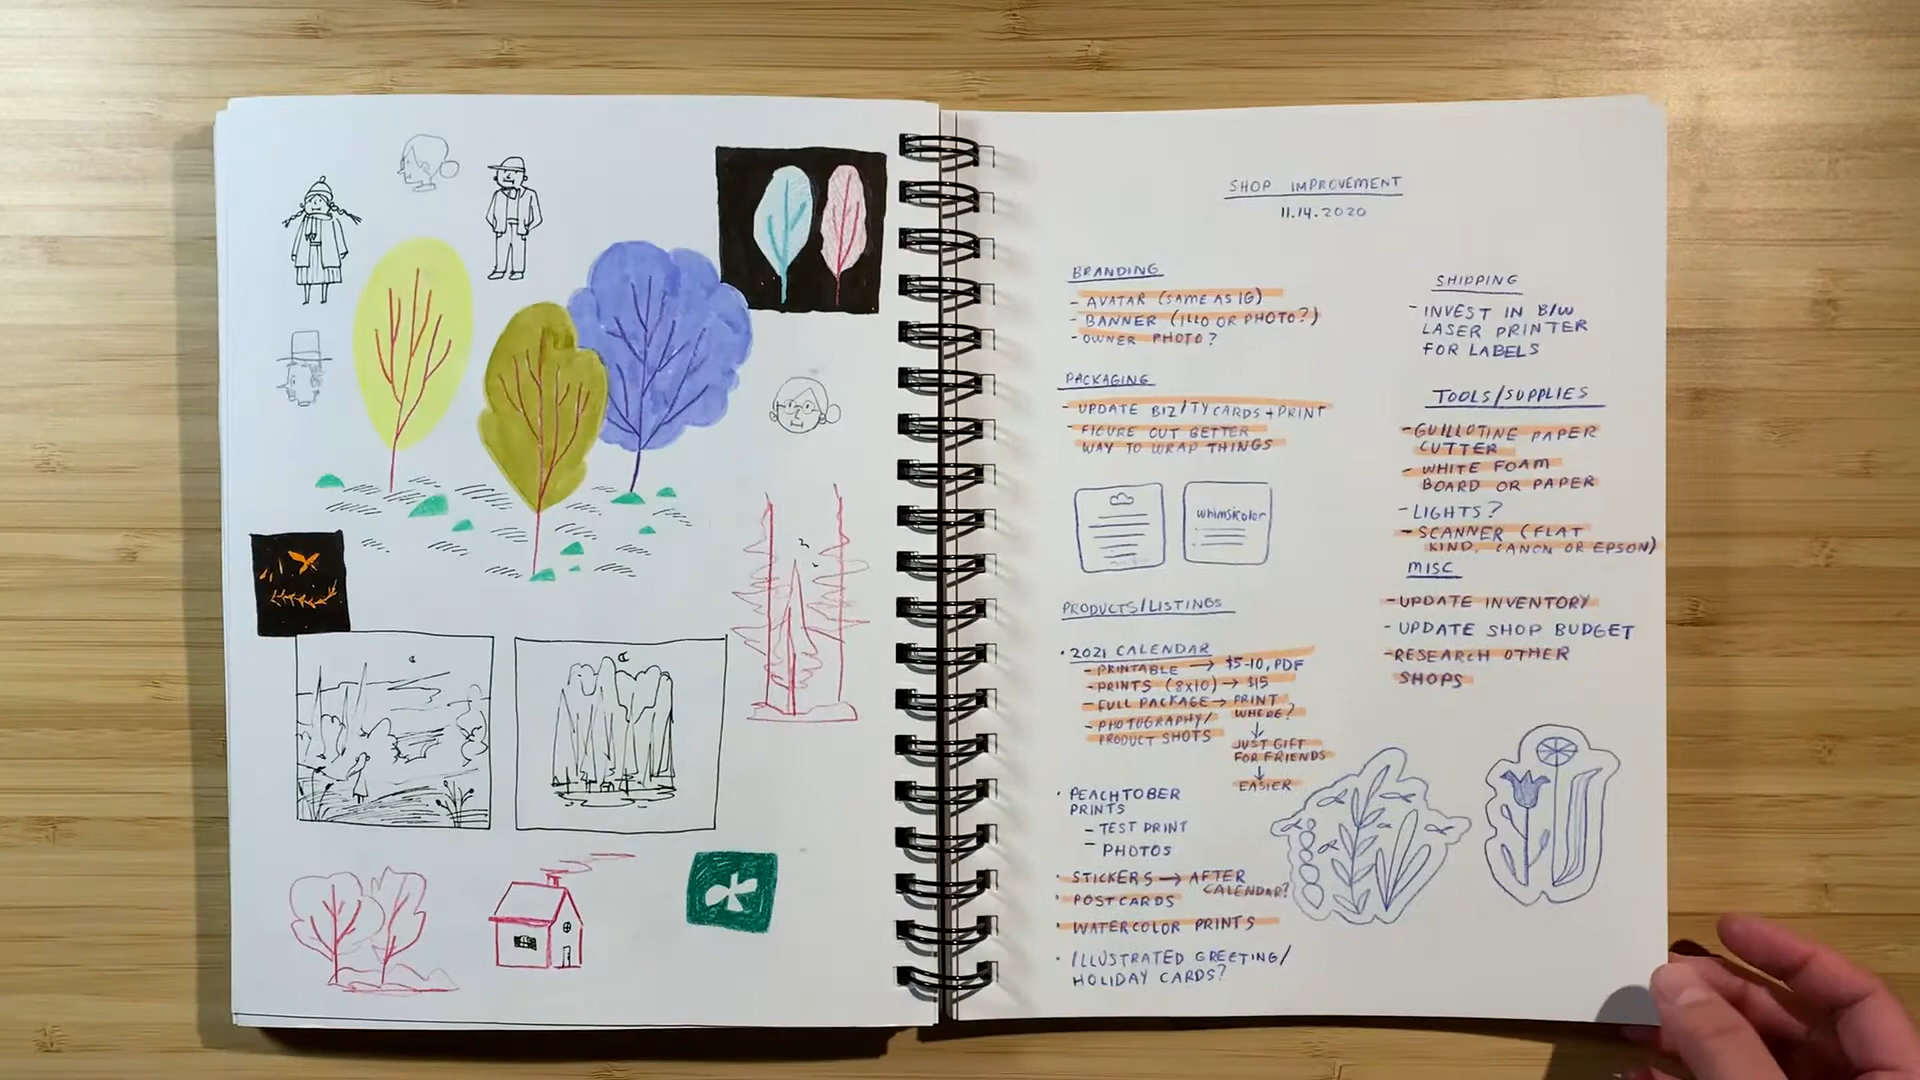 SHOP IMPROVEMENT
11.14.2020
BRANDING
- AVATAR (SAME AS IG)
- BANNER (ILLO OR PHOTO?)
- OWNER PHOTO?
PACKAGING
- UPDATE BIZ/TY CARDS + PRINT
- FIGURE OUT BETTER
WAY TO WRAP THINGS
whimsicolor
PRODUCTS/LISTINGS
· 2021 CALENDAR
- PRINTABLE → $5-10, PDF
- PRINTS (8x10) → $15
- FULL PACKAGE → PRINT
WHERE?
- PHOTOGRAPHY/
PRODUCT SHOTS
↓
JUST GIFT
FOR FRIENDS
↓
EASIER
· PEACHTOBER
PRINTS
- TEST PRINT
- PHOTOS
· STICKERS → AFTER
CALENDAR?
· POSTCARDS
· WATERCOLOR PRINTS
· ILLUSTRATED GREETING/
HOLIDAY CARDS?
SHIPPING
- INVEST IN B/W
LASER PRINTER
FOR LABELS
TOOLS/SUPPLIES
- GUILLOTINE PAPER
CUTTER
- WHITE FOAM
BOARD OR PAPER
- LIGHTS?
- SCANNER (FLAT
KIND, CANON OR EPSON)
MISC
- UPDATE INVENTORY
- UPDATE SHOP BUDGET
- RESEARCH OTHER
SHOPS